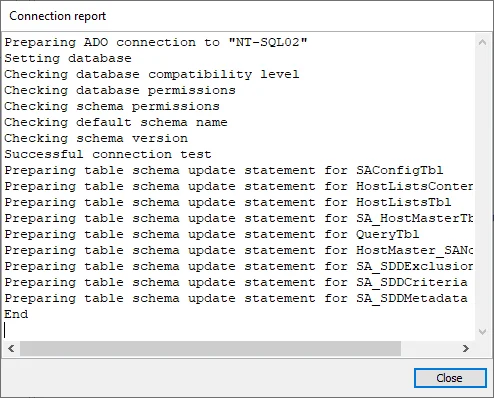 Connection report
Preparing ADO connection to "NT-SQL02"
Setting database
Checking database compatibility level
Checking database permissions
Checking schema permissions
Checking default schema name
Checking schema version
Successful connection test
Preparing table schema update statement for SAConfigTbl
Preparing table schema update statement for HostListsConten
Preparing table schema update statement for HostListsTbl
Preparing table schema update statement for SA_HostMasterTb
Preparing table schema update statement for QueryTbl
Preparing table schema update statement for HostMaster_SANo
Preparing table schema update statement for SA_SDDExclusion
Preparing table schema update statement for SA_SDDCriteria
Preparing table schema update statement for SA_SDDMetadata
End
Close